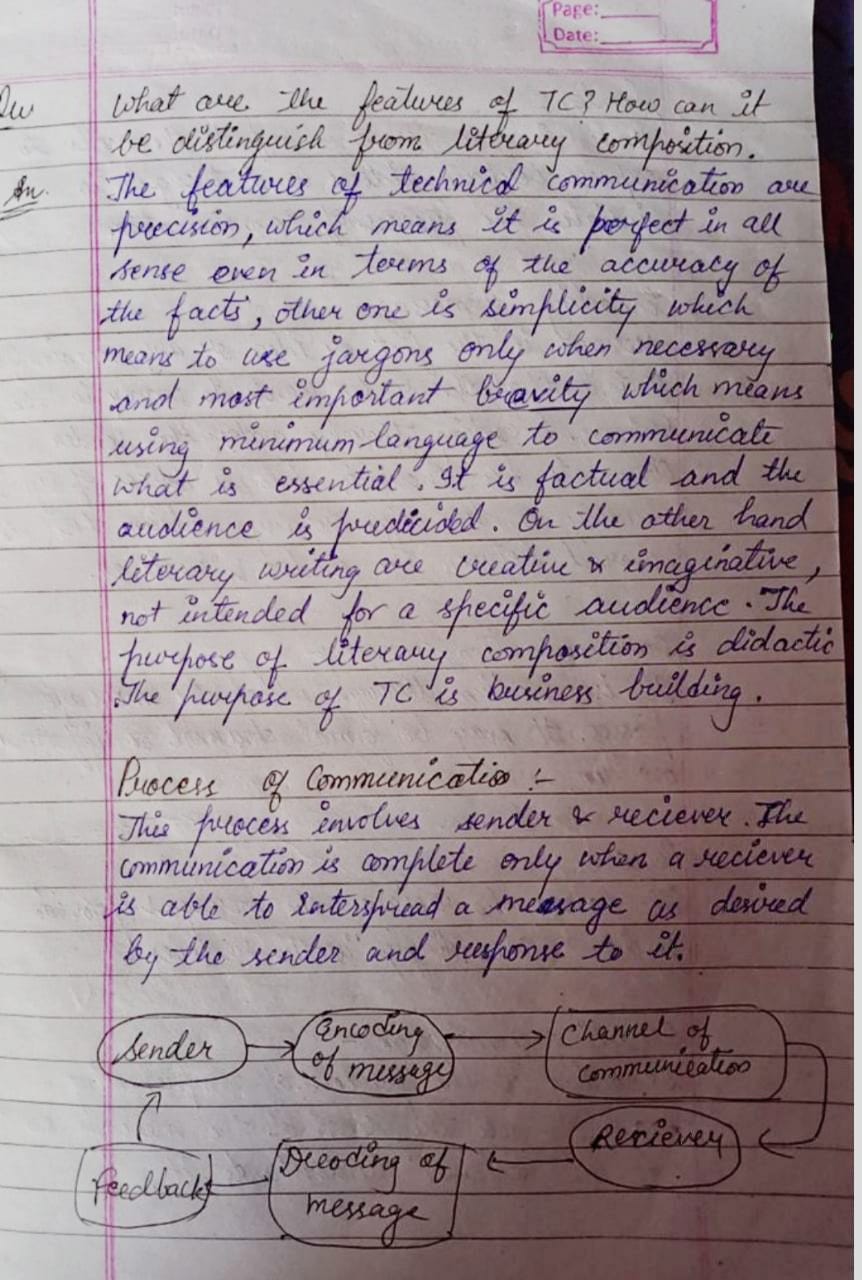 Page:
Date:
Qu What are the features of TC? How can it
be distinguish from literary composition.
An. The features of technical communication are
precision, which means it is perfect in all
sense even in terms of the accuracy of
the facts, other one is simplicity which
means to use jargons only when necessary
and most important bravity which means
using minimum language to communicate
what is essential. It is factual and the
audience is predicided. On the other hand
literary writing are creative & imaginative,
not intended for a specific audience. The
purpose of literary composition is didactic
.The purpose of TC is business building.
Process of Communication :-
This process involves sender & reciever. The
communication is complete only when a reciever
is able to interspread a message as desired
by the sender and response to it.
Sender
Encoding
of message
Channel of
communication
Reciever
Decoding of
message
Feedback